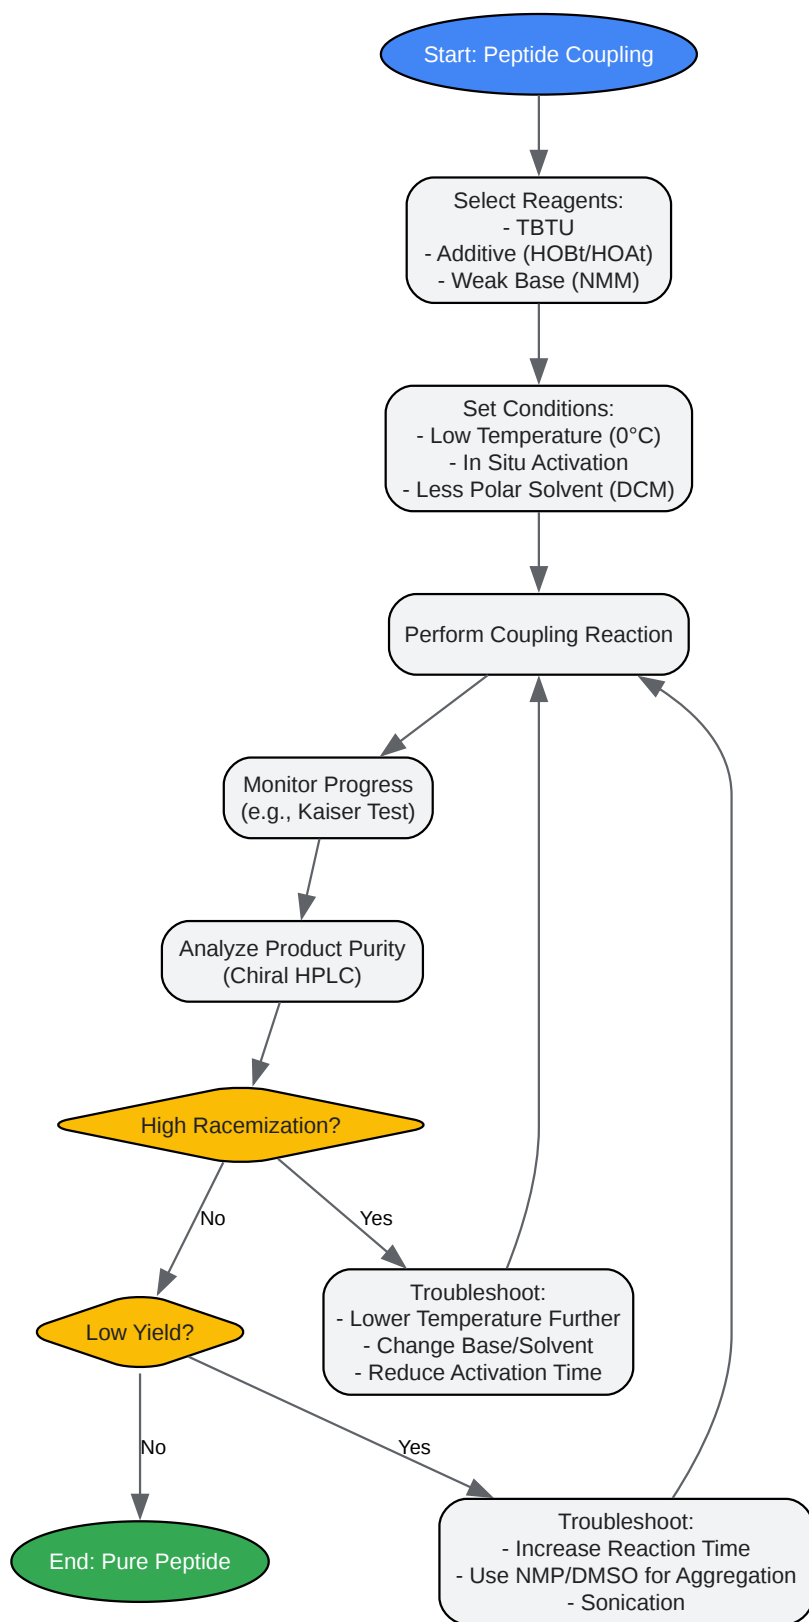 Start: Peptide Coupling
Select Reagents:
- TBTU
- Additive (HOBt/HOAt)
- Weak Base (NMM)
Set Conditions:
- Low Temperature (0°C)
- In Situ Activation
- Less Polar Solvent (DCM)
Perform Coupling Reaction
Monitor Progress
(e.g., Kaiser Test)
Analyze Product Purity
(Chiral HPLC)
High Racemization?
No
Yes
Troubleshoot:
- Lower Temperature Further
- Change Base/Solvent
- Reduce Activation Time
Low Yield?
No
Yes
End: Pure Peptide
Troubleshoot:
- Increase Reaction Time
- Use NMP/DMSO for Aggregation
- Sonication